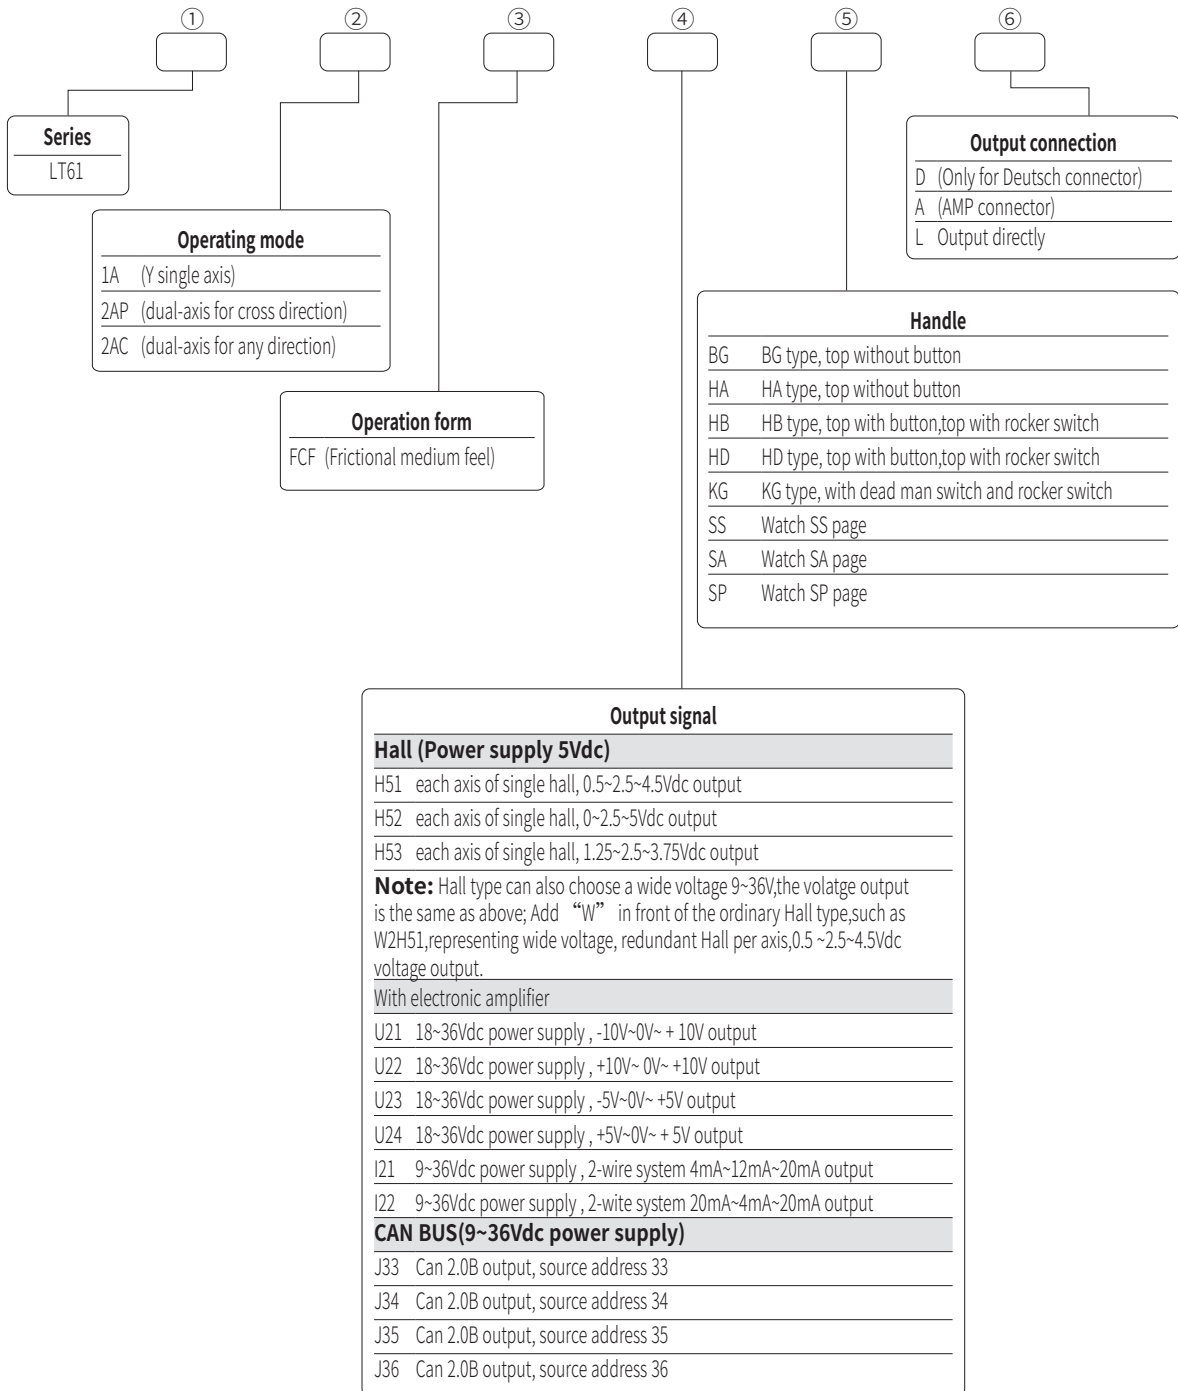 ① ② ③ ④ ⑤ ⑥
Series
LT61
Operating mode
1A (Y single axis)
2AP (dual-axis for cross direction)
2AC (dual-axis for any direction)
Operation form
FCF (Frictional medium feel)
Output connection
D (Only for Deutsch connector)
A (AMP connector)
L Output directly
Handle
BG BG type, top without button
HA HA type, top without button
HB HB type, top with button,top with rocker switch
HD HD type, top with button,top with rocker switch
KG KG type, with dead man switch and rocker switch
SS Watch SS page
SA Watch SA page
SP Watch SP page
Output signal
Hall (Power supply 5Vdc)
H51 each axis of single hall, 0.5~2.5~4.5Vdc output
H52 each axis of single hall, 0~2.5~5Vdc output
H53 each axis of single hall, 1.25~2.5~3.75Vdc output
Note: Hall type can also choose a wide voltage 9~36V,the volatge output
is the same as above; Add “W” in front of the ordinary Hall type,such as
W2H51,representing wide voltage, redundant Hall per axis,0.5 ~2.5~4.5Vdc
voltage output.
With electronic amplifier
U21 18~36Vdc power supply , -10V~0V~ + 10V output
U22 18~36Vdc power supply , +10V~ 0V~ +10V output
U23 18~36Vdc power supply , -5V~0V~ +5V output
U24 18~36Vdc power supply , +5V~0V~ + 5V output
I21 9~36Vdc power supply , 2-wire system 4mA~12mA~20mA output
I22 9~36Vdc power supply , 2-wite system 20mA~4mA~20mA output
CAN BUS(9~36Vdc power supply)
J33 Can 2.0B output, source address 33
J34 Can 2.0B output, source address 34
J35 Can 2.0B output, source address 35
J36 Can 2.0B output, source address 36